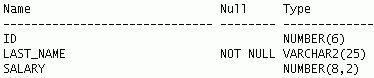 Name Null Type
------------------------------ -------- ------------
ID NUMBER(6)
LAST_NAME NOT NULL VARCHAR2(25)
SALARY NUMBER(8,2)